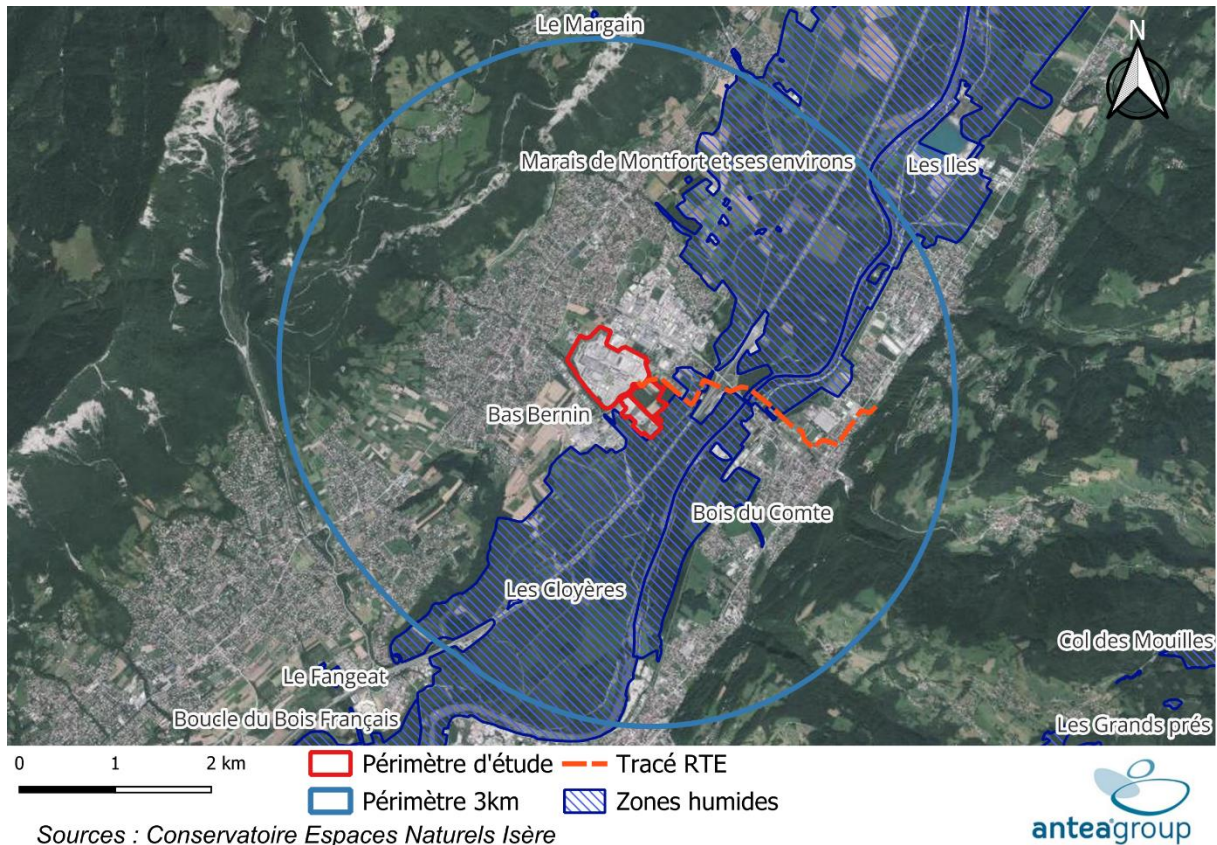 Le Margain
N
Marais de Montfort et ses environs
Les Iles
Bas Bernin
Bois du Comte
Les Cloyères
Col des Mouilles
Le Fangeat
Boucle du Bois Français
Les Grands prés
0 1 2 km
Périmètre d'étude
Tracé RTE
Périmètre 3km
Zones humides
Sources : Conservatoire Espaces Naturels Isère
anteagroup